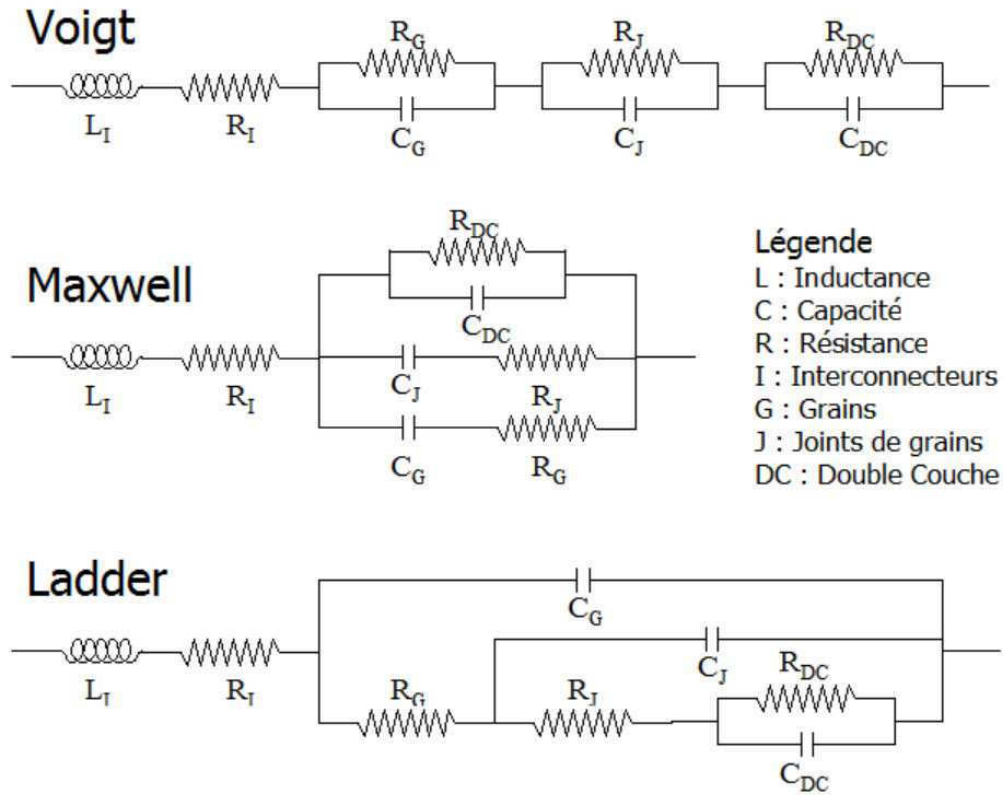 Voigt
R_G
R_J
R_DC
L_I
R_I
C_G
C_J
C_DC
Maxwell
R_DC
C_DC
L_I
R_I
C_J
R_J
C_G
R_G
Légende
L : Inductance
C : Capacité
R : Résistance
I : Interconnecteurs
G : Grains
J : Joints de grains
DC : Double Couche
Ladder
C_G
C_J
L_I
R_I
R_G
R_J
R_DC
C_DC